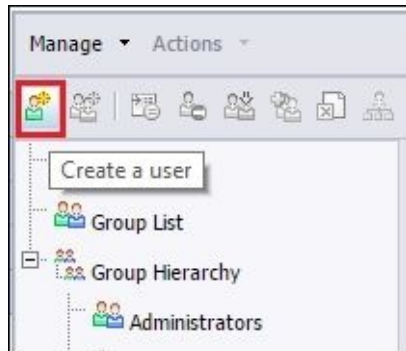 Manage Actions
Create a user
Group List
Group Hierarchy
Administrators